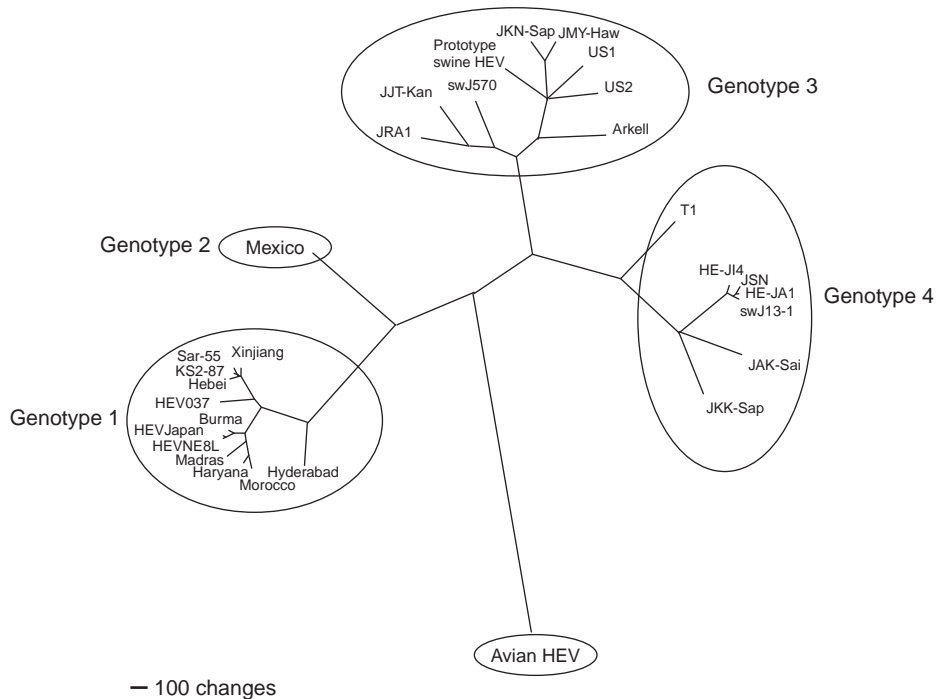 JKN-Sap
JMY-Haw
Prototype
swine HEV
US1
swJ570
US2
JJT-Kan
JRA1
Arkell
Genotype 3
T1
Genotype 2
Mexico
HE-JI4
JSN
HE-JA1
swJ13-1
Genotype 4
JAK-Sai
JKK-Sap
Sar-55
Xinjiang
KS2-87
Hebei
HEV037
Genotype 1
Burma
HEVJapan
HEVNE8L
Madras
Haryana
Hyderabad
Morocco
Avian HEV
100 changes